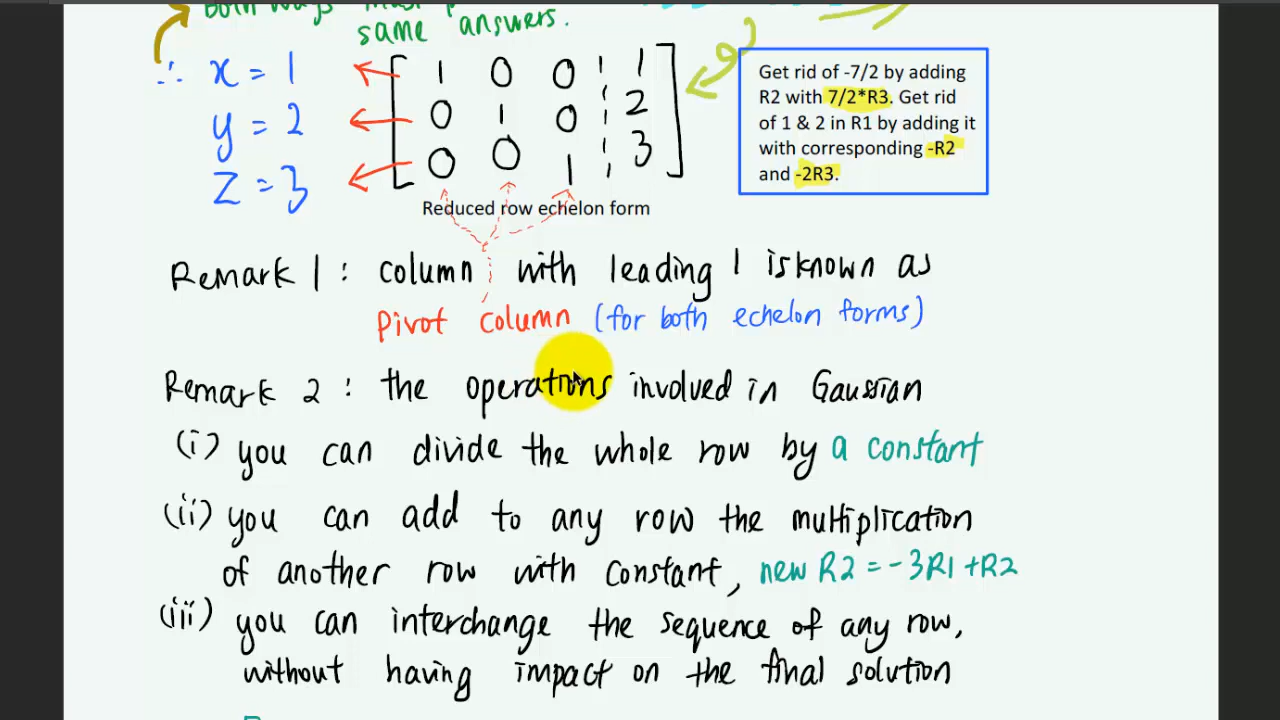 Both ways must
same answers.
∴ x = 1
y = 2
z = 3
1 0 0 1
0 1 0 2
0 0 1 3
Get rid of -7/2 by adding
R2 with 7/2*R3. Get rid
of 1 & 2 in R1 by adding it
with corresponding -R2
and -2R3.
Reduced row echelon form
Remark 1 : column with leading 1 is known as
Pivot column (for both echelon forms)
Remark 2 : the operations involved in Gaussian
(i) you can divide the whole row by a constant
(ii) you can add to any row the multiplication
of another row with constant, new R2 = -3R1 + R2
(iii) you can interchange the sequence of any row,
without having impact on the final solution